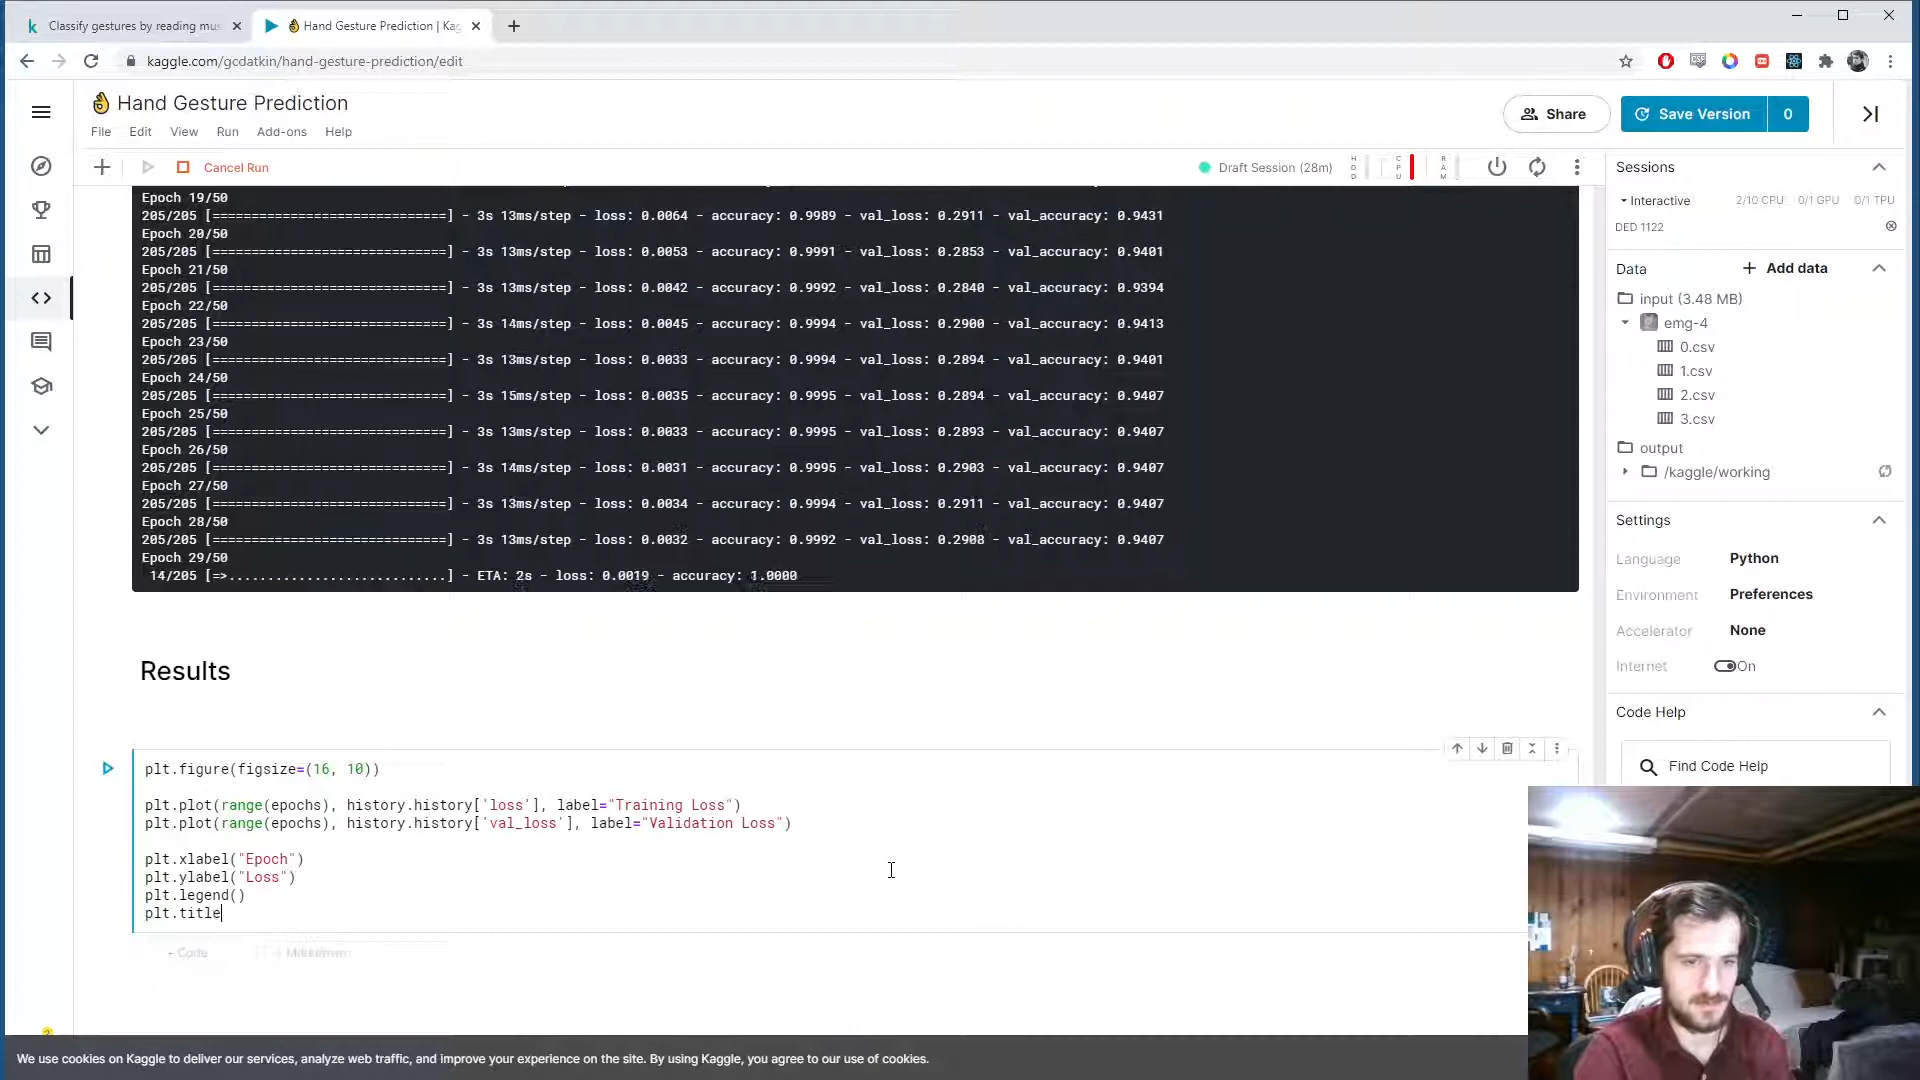 Classify gestures by reading mus
Hand Gesture Prediction | Kag
kaggle.com/gcdatkin/hand-gesture-prediction/edit
Hand Gesture Prediction
File Edit View Run Add-ons Help
Share
Save Version 0
Cancel Run
Draft Session (28m)
HDD
CPU
RAM
Epoch 19/50
205/205 [==============================] - 3s 13ms/step - loss: 0.0064 - accuracy: 0.9989 - val_loss: 0.2911 - val_accuracy: 0.9431
Epoch 20/50
205/205 [==============================] - 3s 13ms/step - loss: 0.0053 - accuracy: 0.9991 - val_loss: 0.2853 - val_accuracy: 0.9401
Epoch 21/50
205/205 [==============================] - 3s 13ms/step - loss: 0.0042 - accuracy: 0.9992 - val_loss: 0.2840 - val_accuracy: 0.9394
Epoch 22/50
205/205 [==============================] - 3s 14ms/step - loss: 0.0045 - accuracy: 0.9994 - val_loss: 0.2900 - val_accuracy: 0.9413
Epoch 23/50
205/205 [==============================] - 3s 13ms/step - loss: 0.0033 - accuracy: 0.9994 - val_loss: 0.2894 - val_accuracy: 0.9401
Epoch 24/50
205/205 [==============================] - 3s 15ms/step - loss: 0.0035 - accuracy: 0.9995 - val_loss: 0.2894 - val_accuracy: 0.9407
Epoch 25/50
205/205 [==============================] - 3s 13ms/step - loss: 0.0033 - accuracy: 0.9995 - val_loss: 0.2893 - val_accuracy: 0.9407
Epoch 26/50
205/205 [==============================] - 3s 14ms/step - loss: 0.0031 - accuracy: 0.9995 - val_loss: 0.2903 - val_accuracy: 0.9407
Epoch 27/50
205/205 [==============================] - 3s 13ms/step - loss: 0.0034 - accuracy: 0.9994 - val_loss: 0.2911 - val_accuracy: 0.9407
Epoch 28/50
205/205 [==============================] - 3s 13ms/step - loss: 0.0032 - accuracy: 0.9992 - val_loss: 0.2908 - val_accuracy: 0.9407
Epoch 29/50
14/205 [=>............................] - ETA: 2s - loss: 0.0019 - accuracy: 1.0000
Results
plt.figure(figsize=(16, 10))
plt.plot(range(epochs), history.history['loss'], label="Training Loss")
plt.plot(range(epochs), history.history['val_loss'], label="Validation Loss")
plt.xlabel("Epoch")
plt.ylabel("Loss")
plt.legend()
plt.title
Sessions
Interactive 2/10 CPU 0/1 GPU 0/1 TPU
DED 1122
Data + Add data
input (3.48 MB)
emg-4
0.csv
1.csv
2.csv
3.csv
output
/kaggle/working
Settings
Language Python
Environment Preferences
Accelerator None
Internet On
Code Help
Find Code Help
We use cookies on Kaggle to deliver our services, analyze web traffic, and improve your experience on the site. By using Kaggle, you agree to our use of cookies.